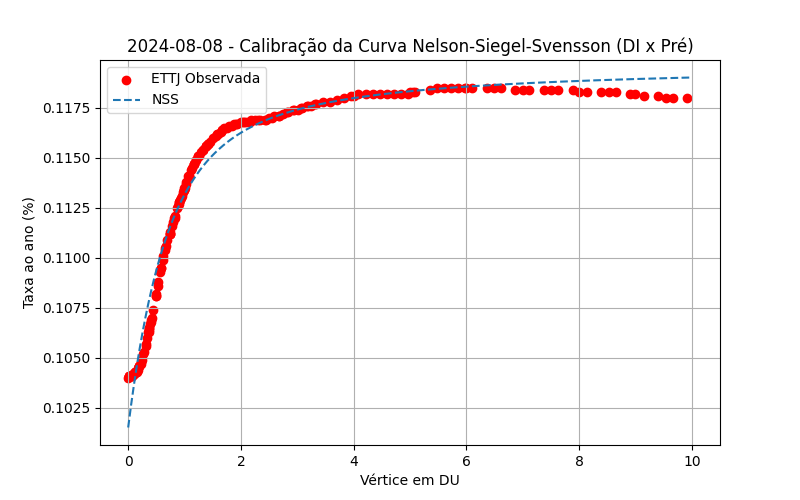 2024-08-08 - Calibração da Curva Nelson-Siegel-Svensson (DI x Pré)
ETTJ Observada
NSS
0.1175
0.1150
0.1125
0.1100
0.1075
0.1050
0.1025
Taxa ao ano (%)
0 2 4 6 8 10
Vértice em DU